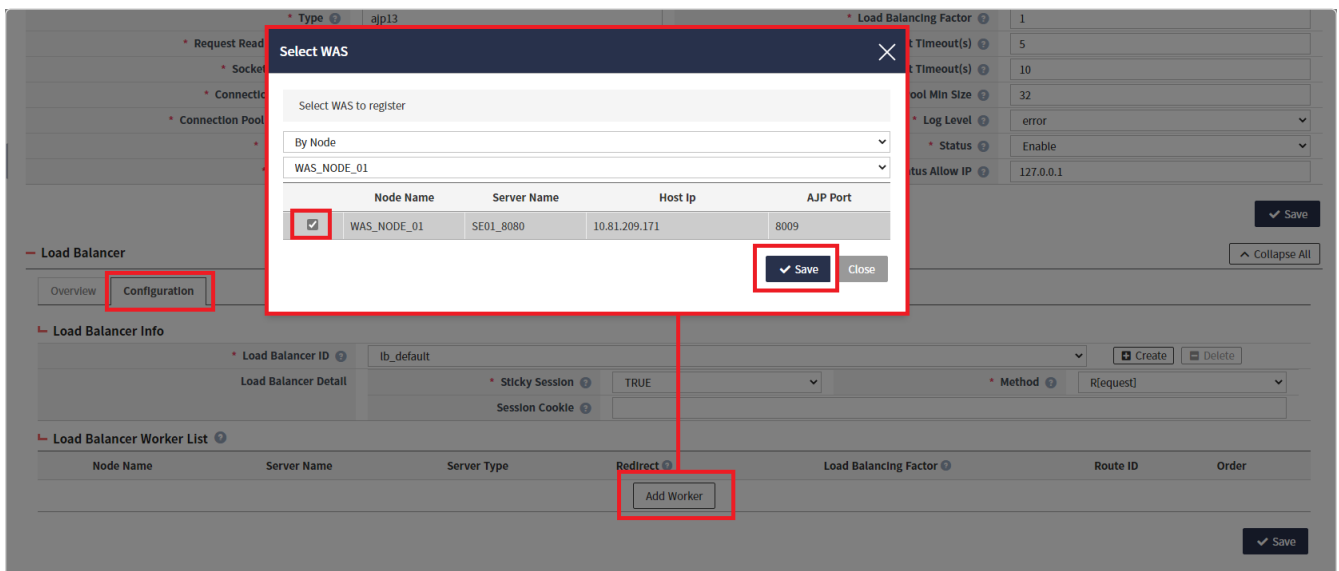 * Type ajp13 * Load Balancing Factor 1
* Request Read t Timeout(s) 5
* Socket t Timeout(s) 10
* Connectio ool Min Size 32
* Connection Pool * Log Level error
* * Status Enable
* tus Allow IP 127.0.0.1
Save
Select WAS
Select WAS to register
By Node
WAS_NODE_01
Node Name Server Name Host Ip AJP Port
WAS_NODE_01 SE01_8080 10.81.209.171 8009
Save Close
Load Balancer Collapse All
Overview Configuration
Load Balancer Info
* Load Balancer ID lb_default Create Delete
Load Balancer Detail * Sticky Session TRUE * Method R[equest]
Session Cookie
Load Balancer Worker List
Node Name Server Name Server Type Redirect Load Balancing Factor Route ID Order
Add Worker
Save